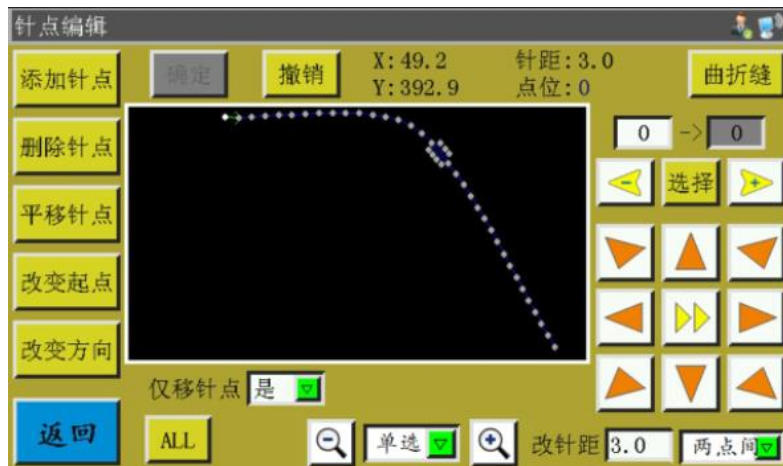 针点编辑
添加针点
确定
撤销
X:49.2
Y:392.9
针距:3.0
点位:0
曲折缝
删除针点
0 -> 0
平移针点
- 选择 +
改变起点
改变方向
仅移针点 是
返回
ALL
单选
改针距 3.0
两点间